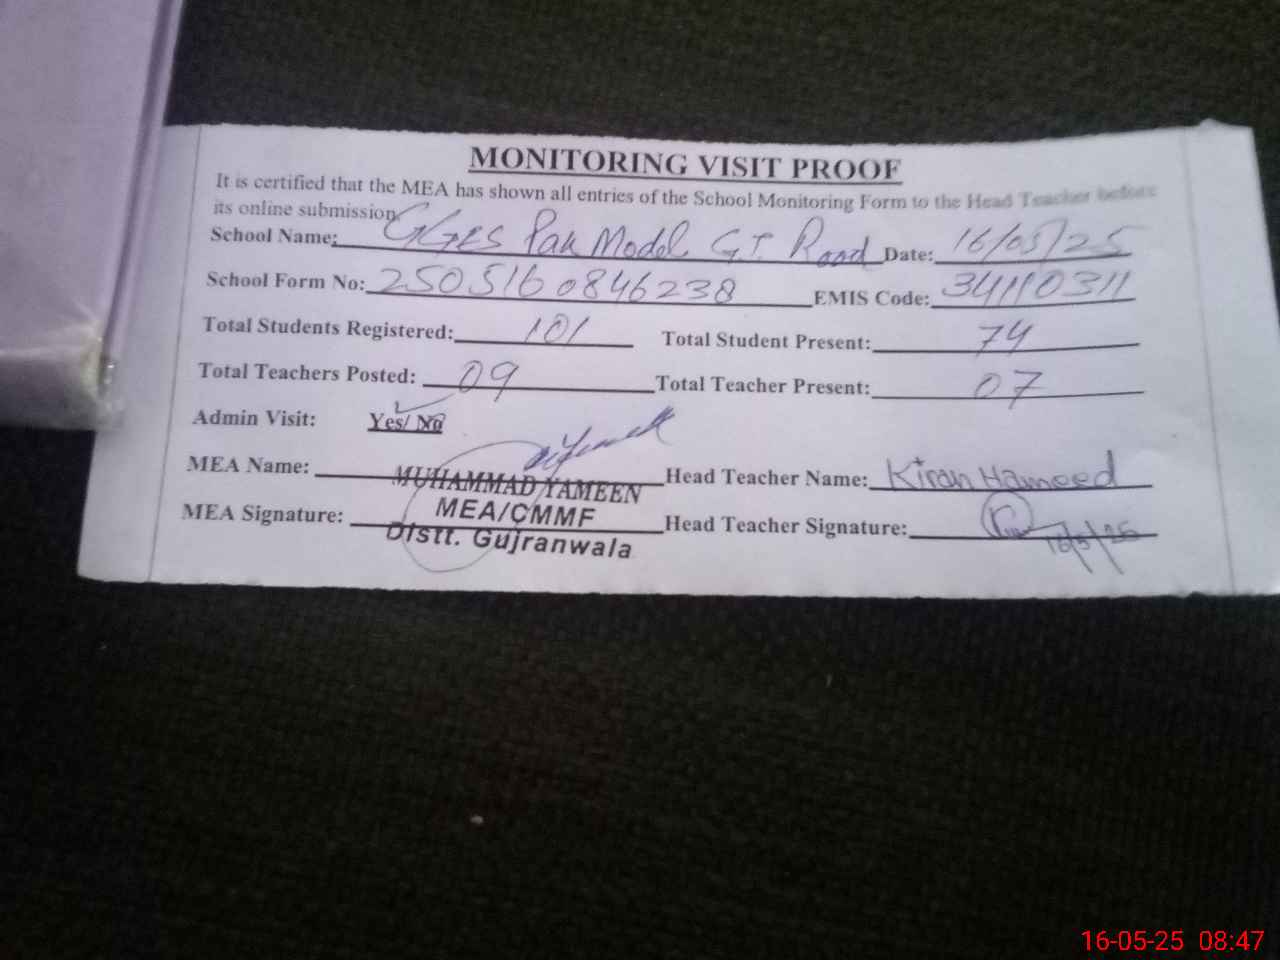 MONITORING VISIT PROOF
It is certified that the MEA has shown all entries of the School Monitoring Form to the Head Teacher before
its online submission
School Name: GGES Pak Model G.T. Road Date: 16/05/25
School Form No: 2505160846238 EMIS Code: 34110311
Total Students Registered: 101 Total Student Present: 74
Total Teachers Posted: 09 Total Teacher Present: 07
Admin Visit: Yes/ No
MEA Name: MUHAMMAD YAMEEN Head Teacher Name: Kiran Hameed
MEA Signature: MEA/CMMF Head Teacher Signature:
Distt. Gujranwala 16/5/25
16-05-25 08:47